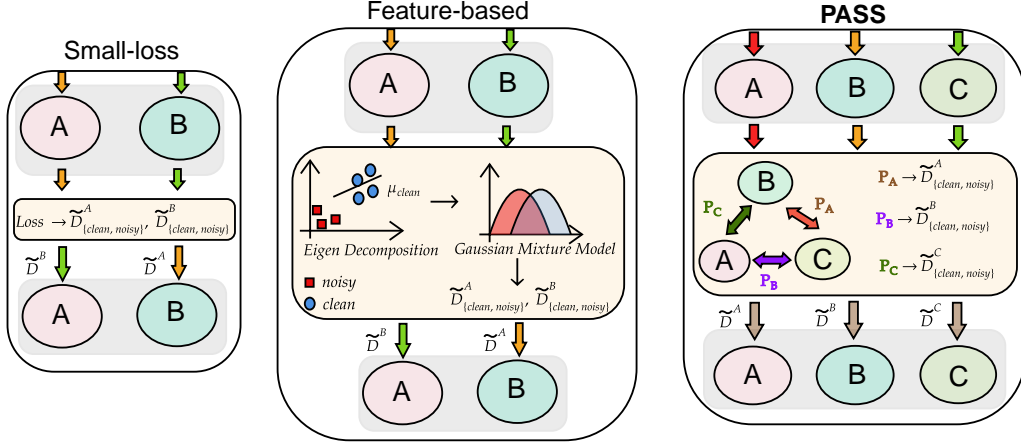 Small-loss
A
B
Loss → D̃^A_{clean, noisy}, D̃^B_{clean, noisy}
D̃^B
D̃^A
A
B
Feature-based
A
B
μ_clean
Eigen Decomposition
Gaussian Mixture Model
noisy
clean
D̃^A_{clean, noisy}, D̃^B_{clean, noisy}
D̃^B
D̃^A
A
B
PASS
A
B
C
B
P_C
P_A
A
C
P_B
P_A → D̃^A_{clean, noisy}
P_B → D̃^B_{clean, noisy}
P_C → D̃^C_{clean, noisy}
D̃^A
D̃^B
D̃^C
A
B
C